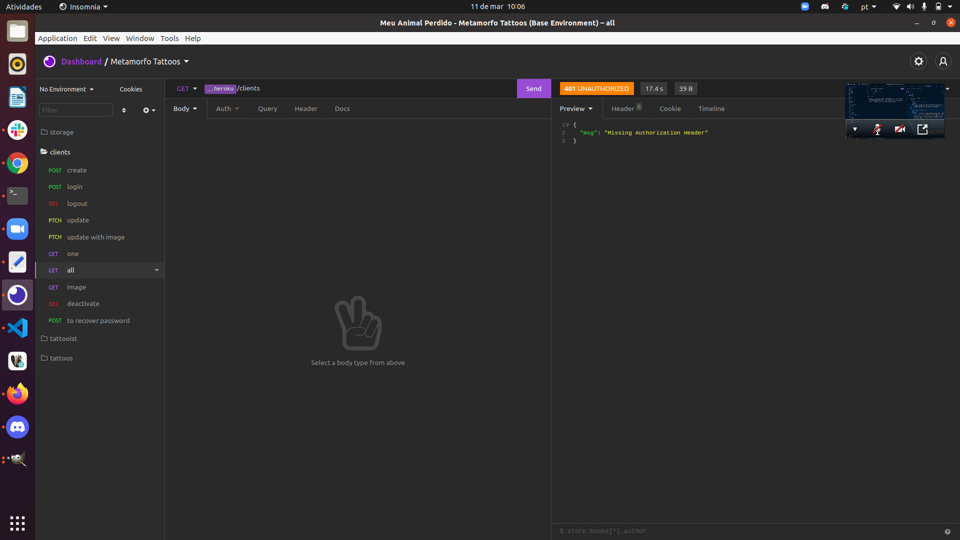 Atividades
Insomnia
11 de mar 10:06
pt
Meu Animal Perdido - Metamorfo Tattoos (Base Environment) – all
Application Edit View Window Tools Help
Dashboard / Metamorfo Tattoos
No Environment
Cookies
Filter
storage
clients
POST create
POST login
DEL logout
PTCH update
PTCH update with image
GET one
GET all
GET image
DEL deactivate
POST to recover password
tattooist
tattoos
GET
_.heroku /clients
Send
Body
Auth
Query
Header
Docs
Select a body type from above
401 UNAUTHORIZED
17.4 s
39 B
Preview
Header 6
Cookie
Timeline
1 {
2 "msg": "Missing Authorization Header"
3 }
$.store.books[*].author